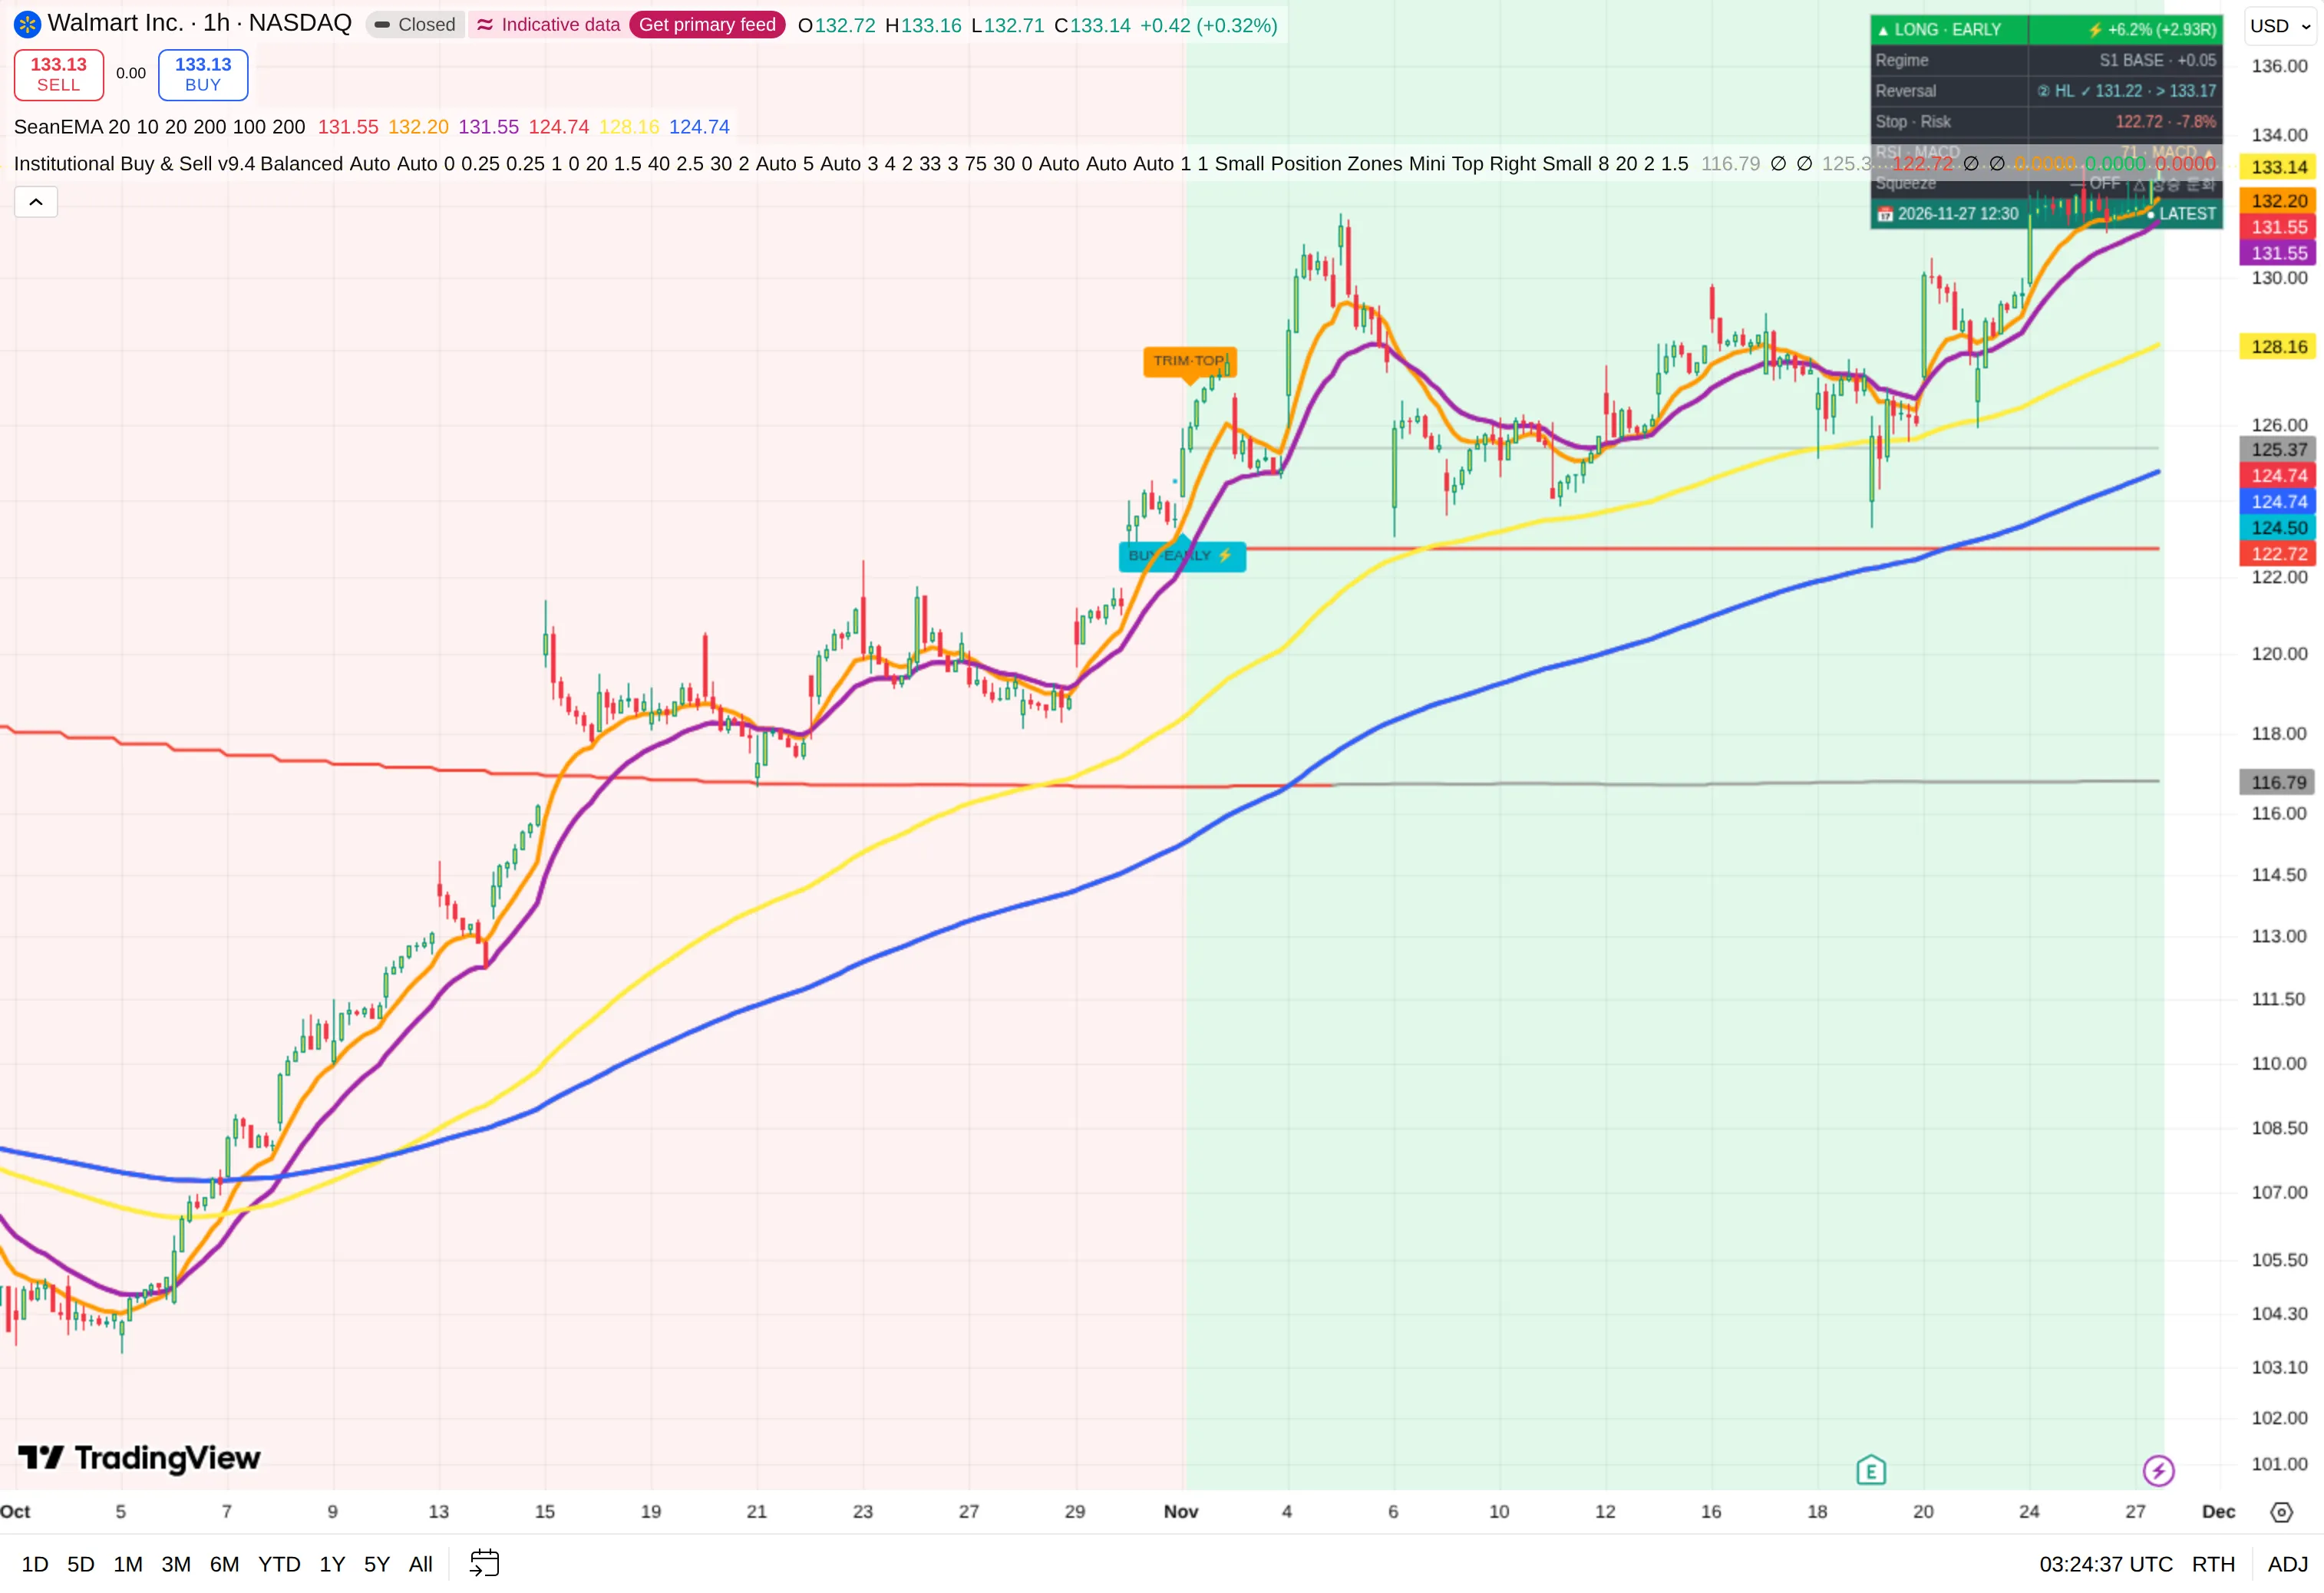 Walmart Inc. · 1h · NASDAQ Closed Indicative data Get primary feed O132.72 H133.16 L132.71 C133.14 +0.42 (+0.32%)
133.13
SELL
0.00
133.13
BUY
SeanEMA 20 10 20 200 100 200 131.55 132.20 131.55 124.74 128.16 124.74
Institutional Buy & Sell v9.4 Balanced Auto Auto 0 0.25 0.25 1 0 20 1.5 40 2.5 30 2 Auto 5 Auto 3 4 2 33 3 75 30 0 Auto Auto Auto 1 1 Small Position Zones Mini Top Right Small 8 20 2 1.5 116.79 ∅ ∅ 125.3 122.72 ∅ ∅ 0.0000 0.0000 0.0000
▲ LONG · EARLY ⚡ +6.2% (+2.93R)
Regime S1 BASE · +0.05
Reversal ② HL ✓ 131.22 · > 133.17
Stop · Risk 122.72 · -7.8%
RSI · MACD 71 · MACD ▲
Squeeze — OFF · △ 상승 둔화
2026-11-27 12:30 ● LATEST
USD
136.00
134.00
133.14
132.20
131.55
131.55
130.00
128.16
126.00
125.37
124.74
124.74
124.50
122.72
122.00
120.00
118.00
116.79
116.00
114.50
113.00
111.50
110.00
108.50
107.00
105.50
104.30
103.10
102.00
101.00
TRIM·TOP
BUY·EARLY ⚡
TradingView
E
Oct 5 7 9 13 15 19 21 23 27 29 Nov 4 6 10 12 16 18 20 24 27 Dec
1D 5D 1M 3M 6M YTD 1Y 5Y All 03:24:37 UTC RTH ADJ